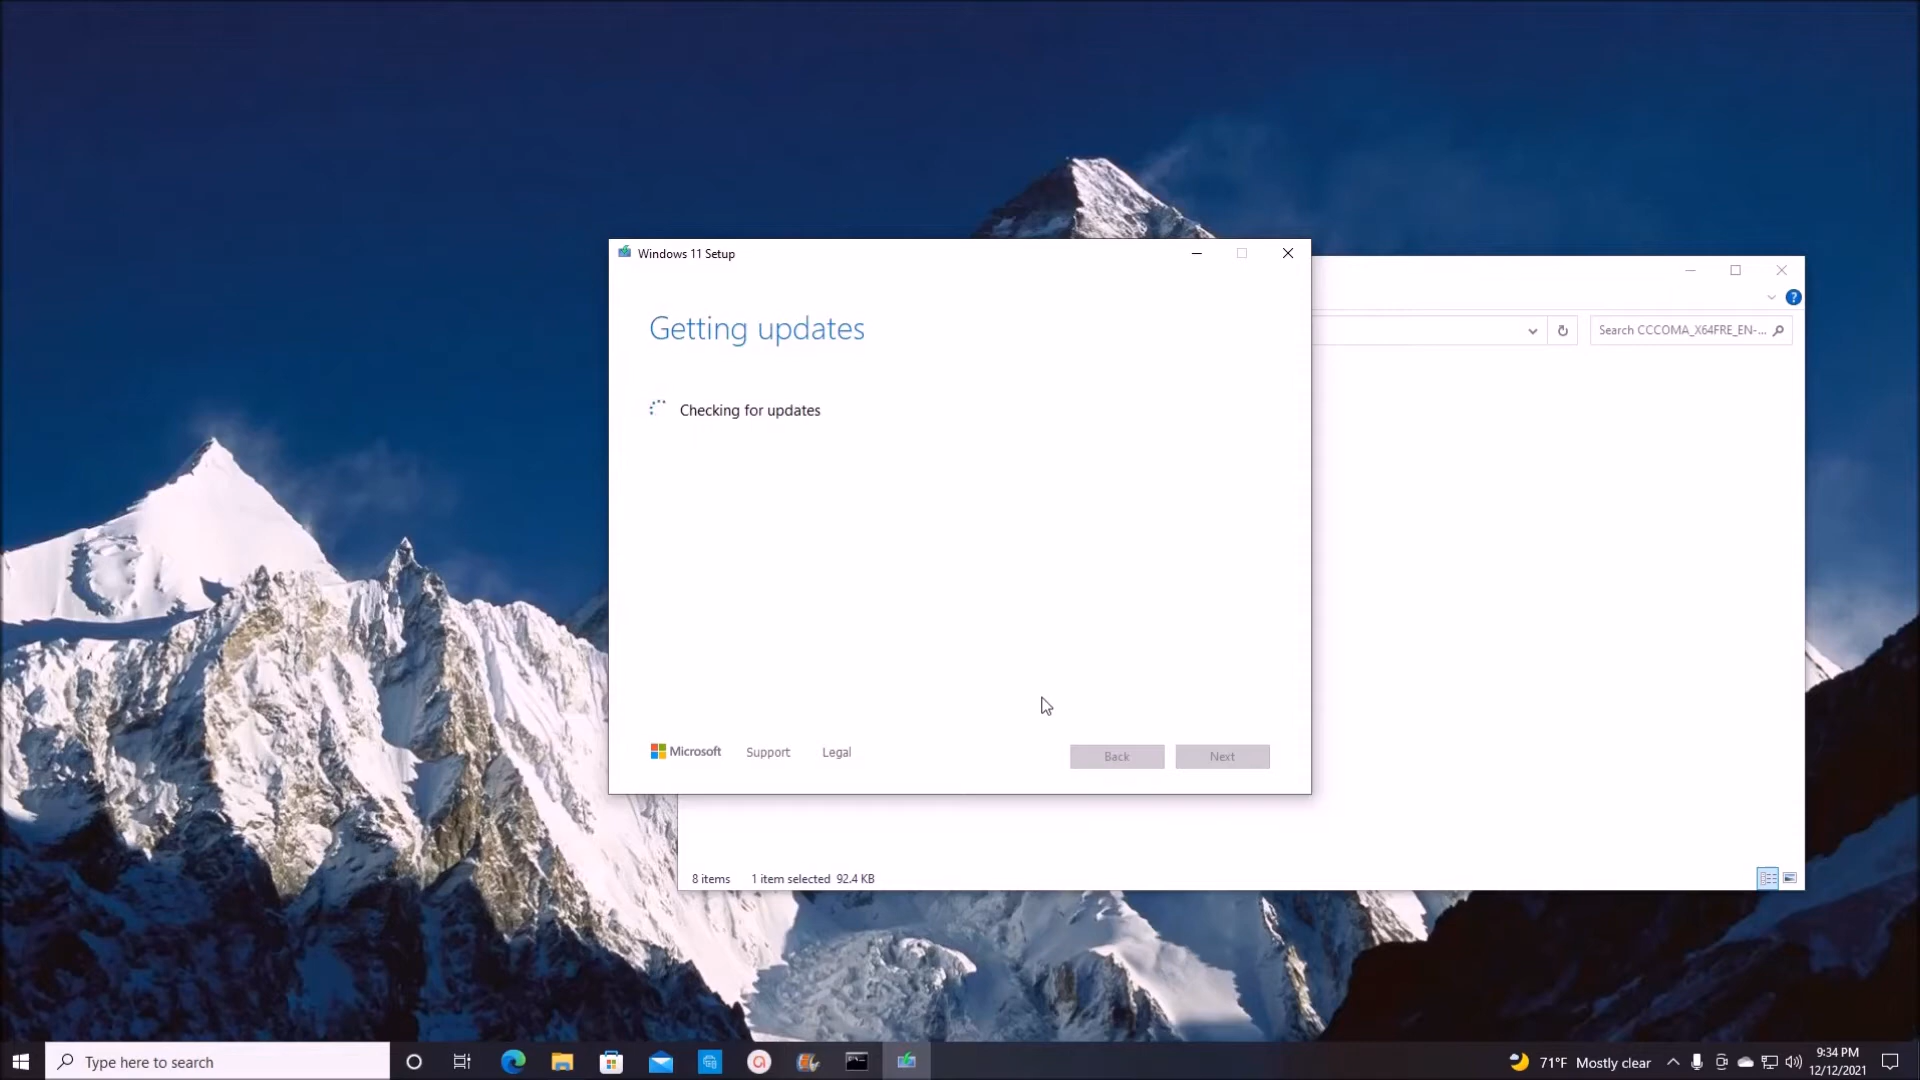 Windows 11 Setup
Getting updates
Checking for updates
Microsoft
Support
Legal
Back
Next
?
Search CCCOMA_X64FRE_EN-...
8 items
1 item selected 92.4 KB
Type here to search
71°F Mostly clear
9:34 PM
12/12/2021